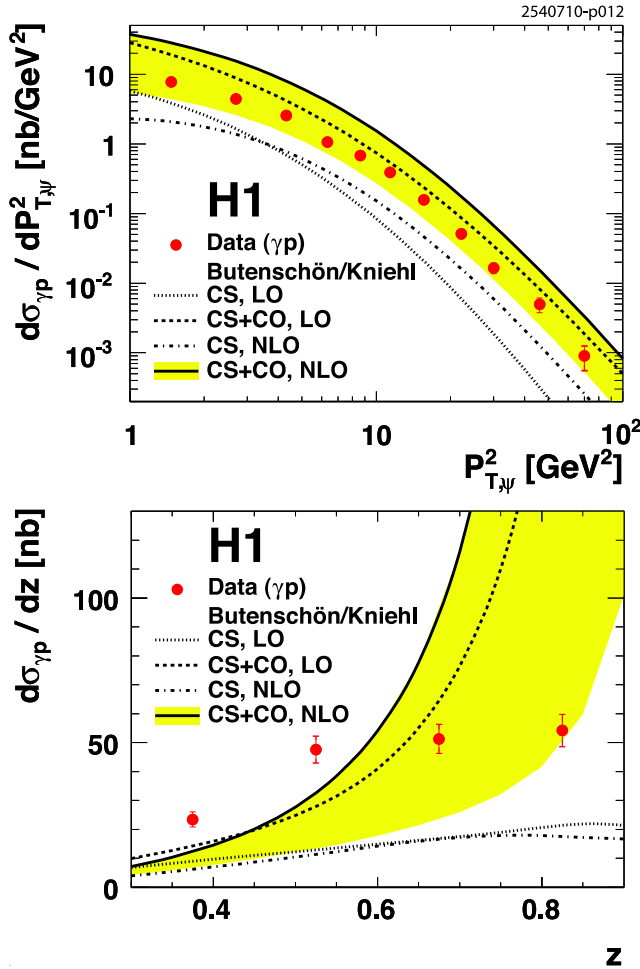 2540710-p012
dσγp / dP²T,ψ [nb/GeV²]
10
1
10⁻¹
10⁻²
10⁻³
H1
Data (γp)
Butenschön/Kniehl
CS, LO
CS+CO, LO
CS, NLO
CS+CO, NLO
1 10 10²
P²T,ψ [GeV²]
dσγp / dz [nb]
100
50
0
H1
Data (γp)
Butenschön/Kniehl
CS, LO
CS+CO, LO
CS, NLO
CS+CO, NLO
0.4 0.6 0.8
z